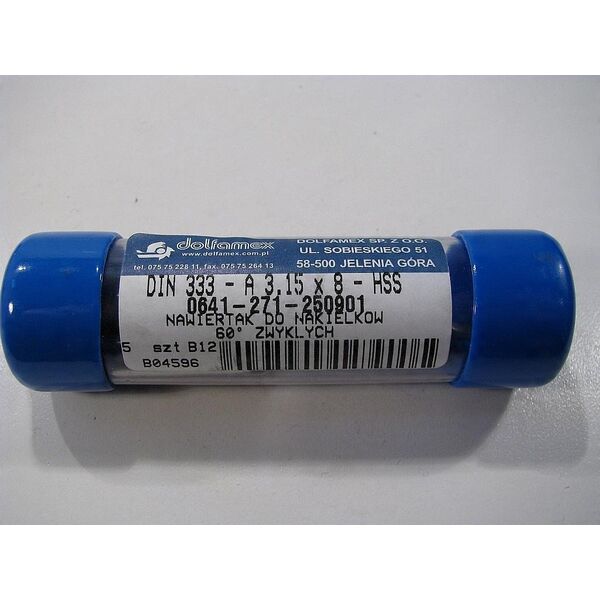 dolfamex
www.dolfamex.com.pl
tel. 075 75 228 11, fax. 075 75 264 13
DOLFAMEX SP. Z O.O.
UL. SOBIESKIEGO 51
58-500 JELENIA GÓRA
DIN 333 - A 3.15 x 8 - HSS
0641-271-250901
NAWIERTAK DO NAKIELKOW
60° ZWYKLYCH
5 szt B12
B04596